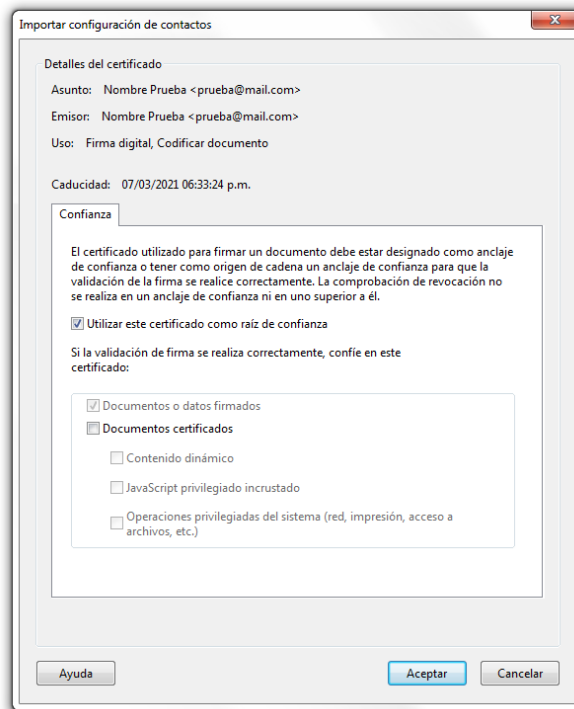 Importar configuración de contactos
Detalles del certificado
Asunto: Nombre Prueba <prueba@mail.com>
Emisor: Nombre Prueba <prueba@mail.com>
Uso: Firma digital, Codificar documento
Caducidad: 07/03/2021 06:33:24 p.m.
Confianza
El certificado utilizado para firmar un documento debe estar designado como anclaje
de confianza o tener como origen de cadena un anclaje de confianza para que la
validación de la firma se realice correctamente. La comprobación de revocación no
se realiza en un anclaje de confianza ni en uno superior a él.
Utilizar este certificado como raíz de confianza
Si la validación de firma se realiza correctamente, confíe en este
certificado:
Documentos o datos firmados
Documentos certificados
Contenido dinámico
JavaScript privilegiado incrustado
Operaciones privilegiadas del sistema (red, impresión, acceso a
archivos, etc.)
Ayuda
Aceptar
Cancelar